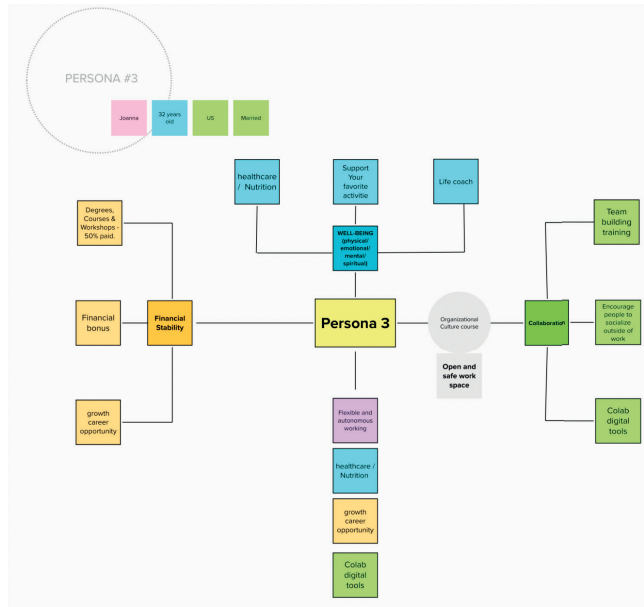 PERSONA #3
Joanna
32 years
old
US
Merried
healthcare
/ Nutrition
Support
Your
favorite
activitie
Life coach
Degrees,
Courses &
Workshops -
50% paid.
WELL-BEING
(physical/
emotional/
mental/
spiritual)
Team
building
training
Financial
bonus
Financial
Stability
Persona 3
Organizational
Culture course
Collaboration
Encourage
people to
socialize
outside of
work
Open and
safe work
space
growth
career
opportunity
Flexible and
autonomous
working
Colab
digital
tools
healthcare /
Nutrition
growth
career
opportunity
Colab
digital
tools